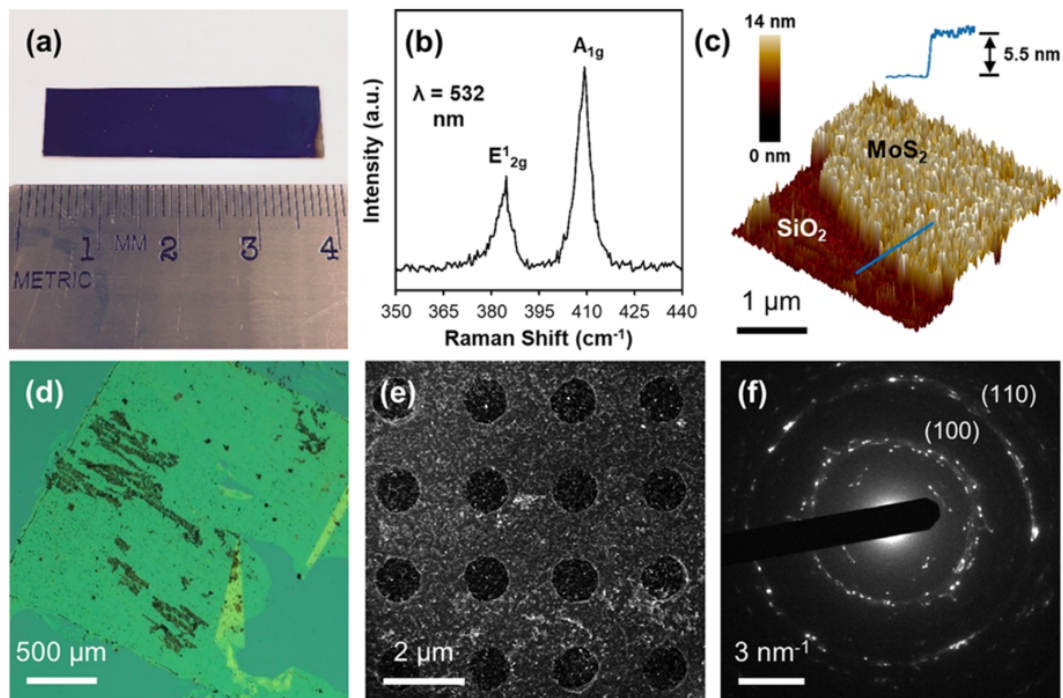 (a)
1 MM 2 3 4
METRIC
(b)
λ = 532
nm
E¹₂g
A₁g
Intensity (a.u.)
350 365 380 395 410 425 440
Raman Shift (cm⁻¹)
(c)
14 nm
0 nm
5.5 nm
MoS₂
SiO₂
1 µm
(d)
500 µm
(e)
2 µm
(f)
(110)
(100)
3 nm⁻¹